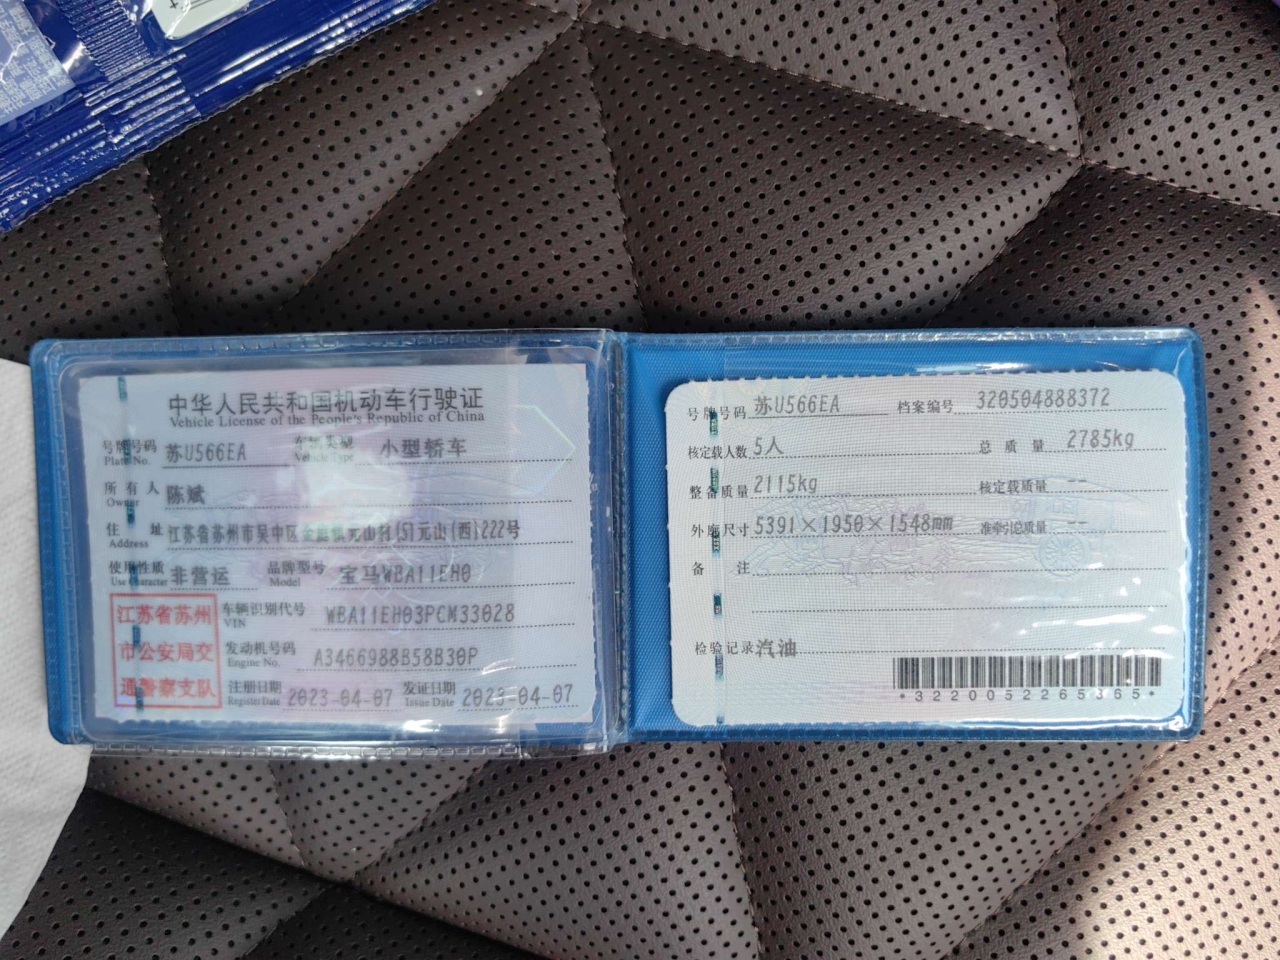 中华人民共和国机动车行驶证
Vehicle License of the People's Republic of China
号牌号码 苏U566EA 车辆类型 小型轿车
Plate No. Vehicle Type
所有人 陈斌
Owner
住址 江苏省苏州市吴中区金庭镇元山村(5)元山(西)222号
Address
使用性质 非营运 品牌型号 宝马WBA11EH0
Use Character Model
江苏省苏州
市公安局交
通警察支队
车辆识别代号 WBA11EH03PCM33028
VIN
发动机号码 A3466988B58B30P
Engine No.
注册日期 2023-04-07 发证日期 2023-04-07
Register Date Issue Date
号牌号码 苏U566EA 档案编号 320504888372
核定载人数 5人 总质量 2785kg
整备质量 2115kg 核定载质量 --
外廓尺寸 5391×1950×1548mm 准牵引总质量 --
备注
检验记录 汽油
*3220052265365*